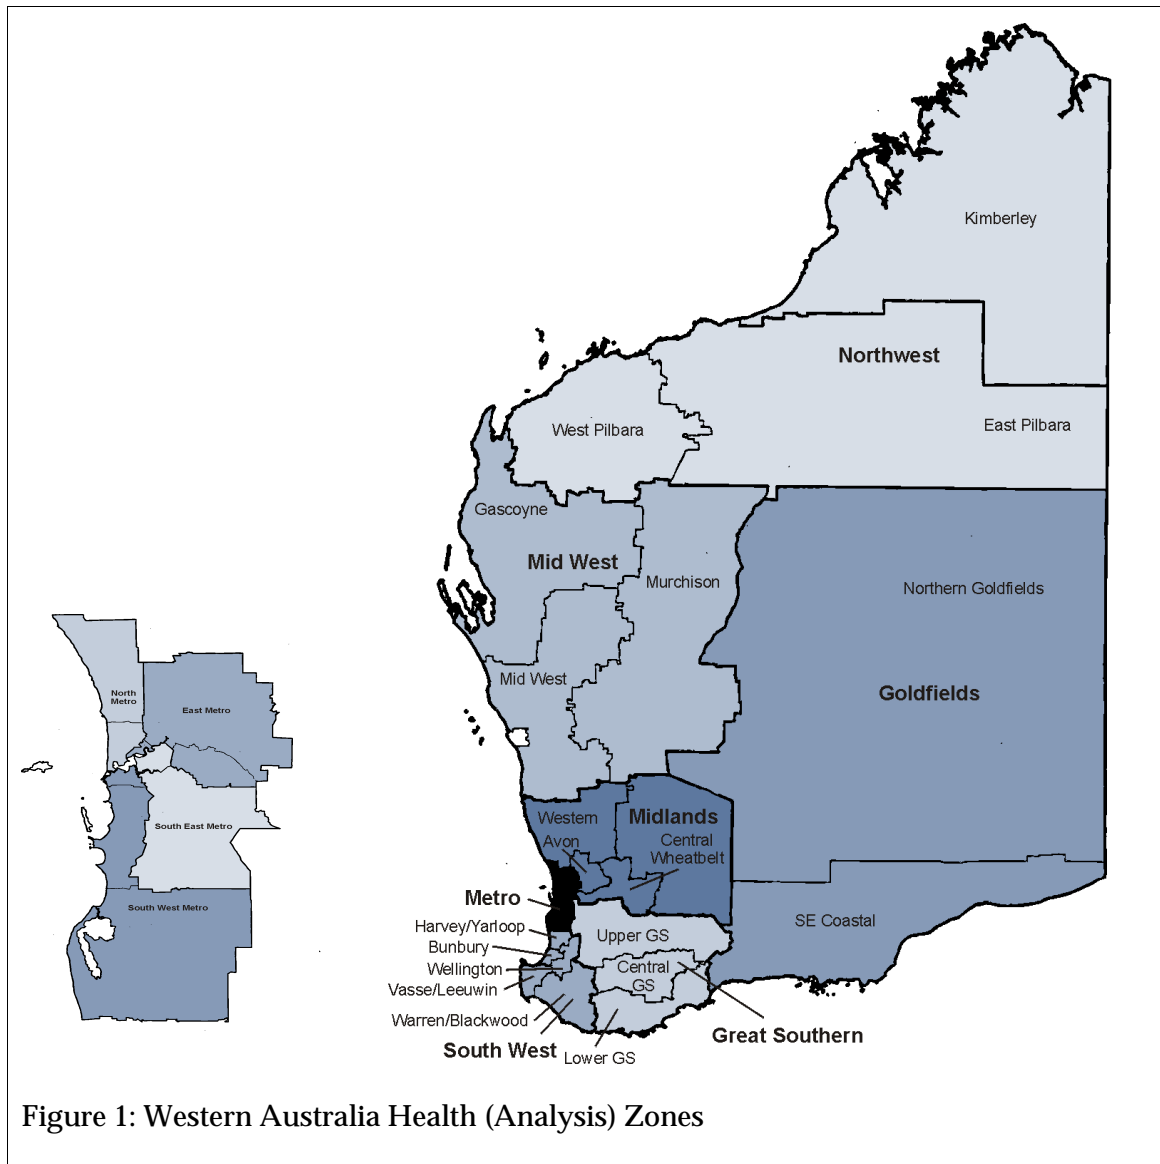 Kimberley
Northwest
East Pilbara
West Pilbara
Gascoyne
Mid West
Murchison
Northern Goldfields
Mid West
Goldfields
North
Metro
East Metro
South East Metro
South West Metro
Western
Avon
Midlands
Central
Wheatbelt
Metro
Harvey/Yarloop
Bunbury
Wellington
Vasse/Leeuwin
Warren/Blackwood
South West
Upper GS
Central
GS
Lower GS
SE Coastal
Great Southern
Figure 1: Western Australia Health (Analysis) Zones